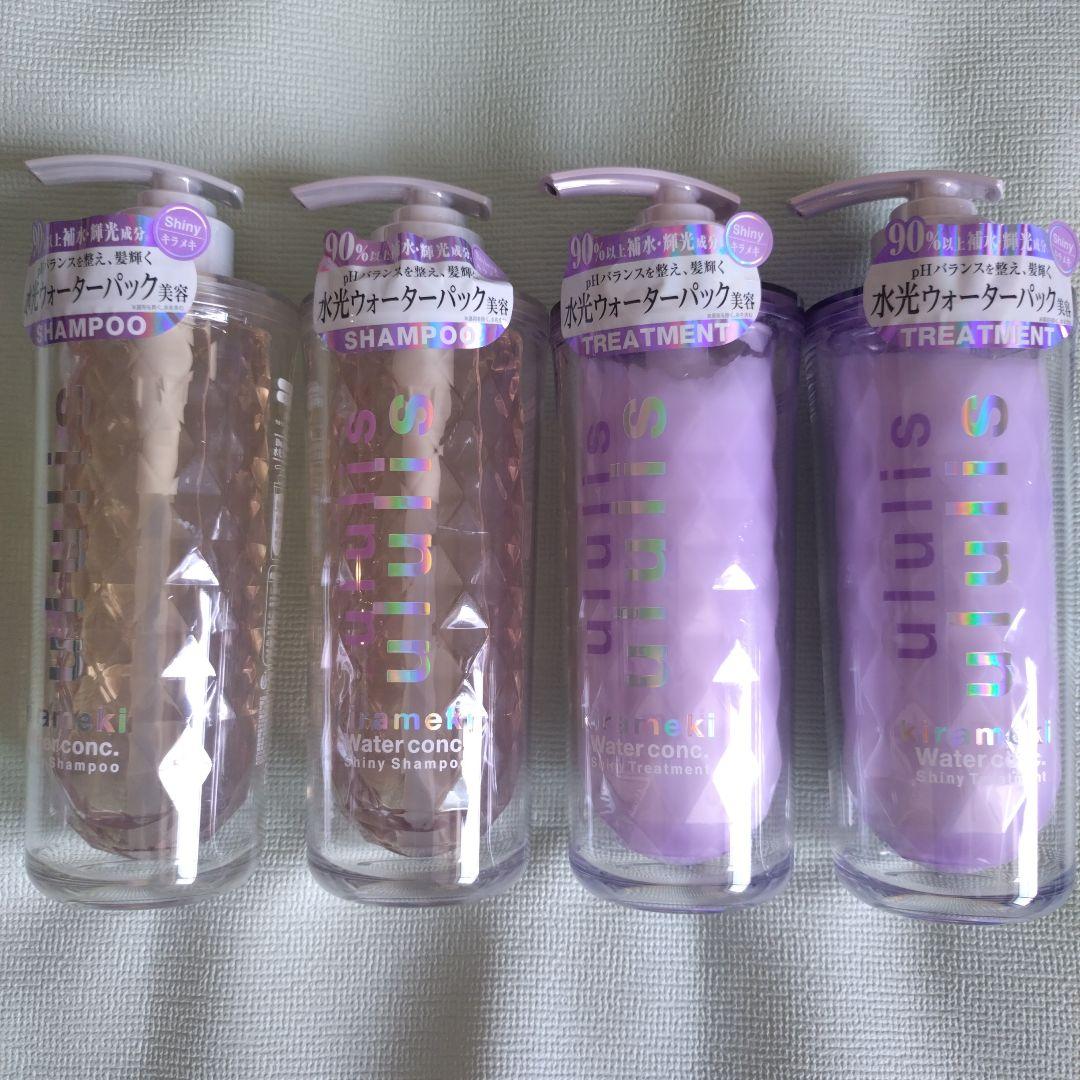 Shiny
キラメキ
90%以上補水・輝光成分
pHバランスを整え、髪輝く
水光ウォーターパック美容
SHAMPOO
ululis
kirameki
Water conc.
Shiny Shampoo
90%以上補水・輝光成分
pHバランスを整え、髪輝く
水光ウォーターパック美容
SHAMPOO
ululis
ululis
kirameki
Water conc.
Shiny Shampoo
Shiny
キラメキ
90%以上補水・輝光成分
pHバランスを整え、髪輝く
水光ウォーターパック美容
TREATMENT
ululis
ululis
kirameki
Water conc.
Shiny Treatment
Shiny
キラメキ
90%以上補水・輝光成分
pHバランスを整え、髪輝く
水光ウォーターパック美容
TREATMENT
ululis
ululis
kirameki
Water conc.
Shiny Treatment